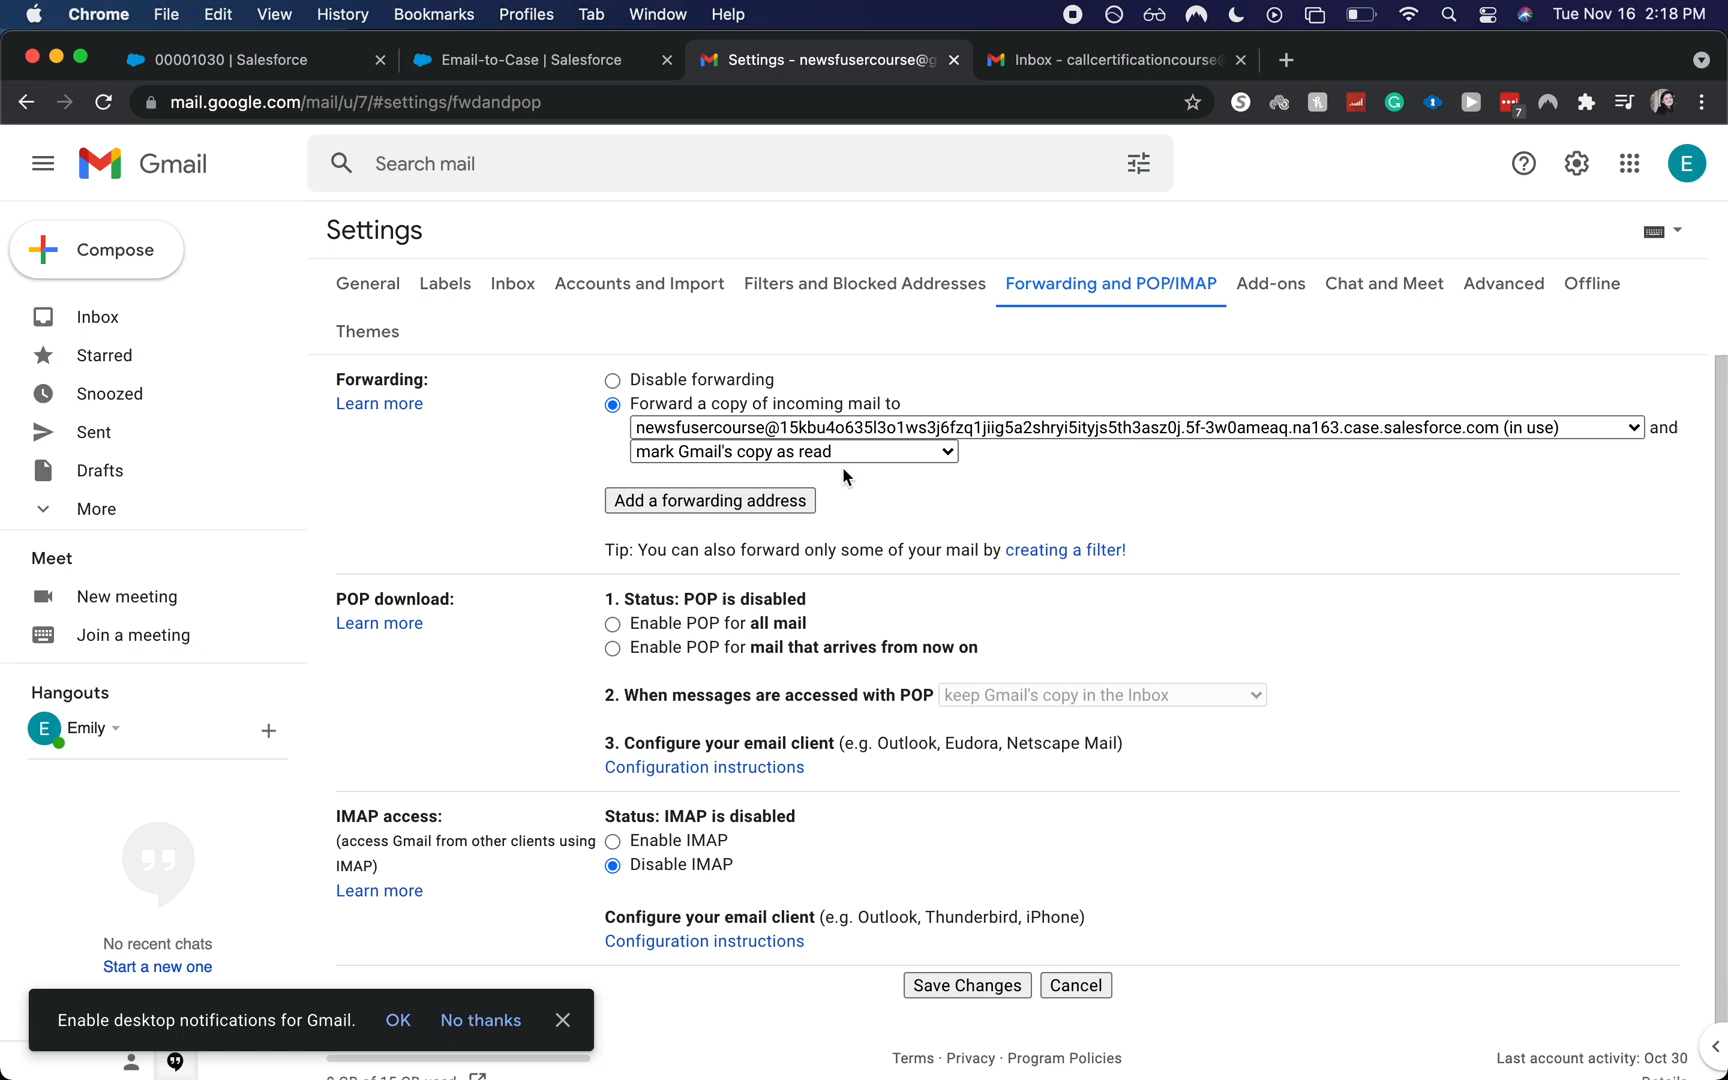 Chrome File Edit View History Bookmarks Profiles Tab Window Help Tue Nov 16 2:18 PM
00001030 | Salesforce Email-to-Case | Salesforce Settings - newsfusercourse@g Inbox - callcertificationcourse
mail.google.com/mail/u/7/#settings/fwdandpop 7
Gmail Search mail E
Compose
Settings
General Labels Inbox Accounts and Import Filters and Blocked Addresses Forwarding and POP/IMAP Add-ons Chat and Meet Advanced Offline
Themes
Inbox
Starred
Snoozed
Sent
Drafts
More
Meet
New meeting
Join a meeting
Hangouts
E Emily
No recent chats
Start a new one
Forwarding:
Learn more
Disable forwarding
Forward a copy of incoming mail to
newsfusercourse@15kbu4o635l3o1ws3j6fzq1jiig5a2shryi5ityjs5th3asz0j.5f-3w0ameaq.na163.case.salesforce.com (in use) and
mark Gmail's copy as read
Add a forwarding address
Tip: You can also forward only some of your mail by creating a filter!
POP download:
Learn more
1. Status: POP is disabled
Enable POP for all mail
Enable POP for mail that arrives from now on
2. When messages are accessed with POP keep Gmail's copy in the Inbox
3. Configure your email client (e.g. Outlook, Eudora, Netscape Mail)
Configuration instructions
IMAP access:
(access Gmail from other clients using
IMAP)
Learn more
Status: IMAP is disabled
Enable IMAP
Disable IMAP
Configure your email client (e.g. Outlook, Thunderbird, iPhone)
Configuration instructions
Save Changes Cancel
Enable desktop notifications for Gmail. OK No thanks
Terms · Privacy · Program Policies
Last account activity: Oct 30